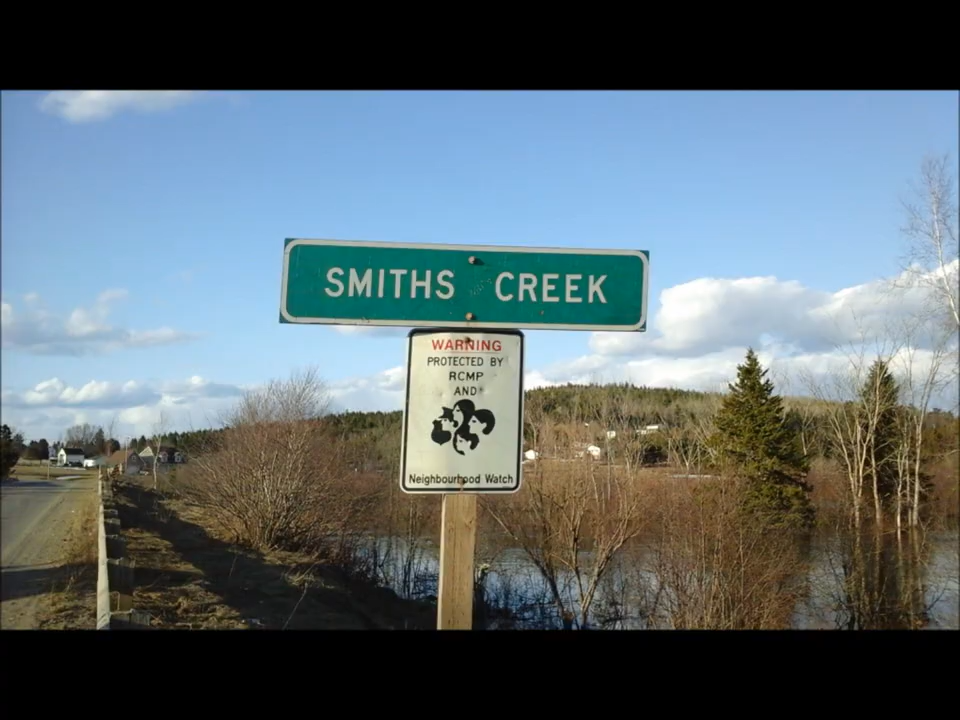 SMITHS CREEK
WARNING
PROTECTED BY
RCMP
AND
Neighbourhood Watch